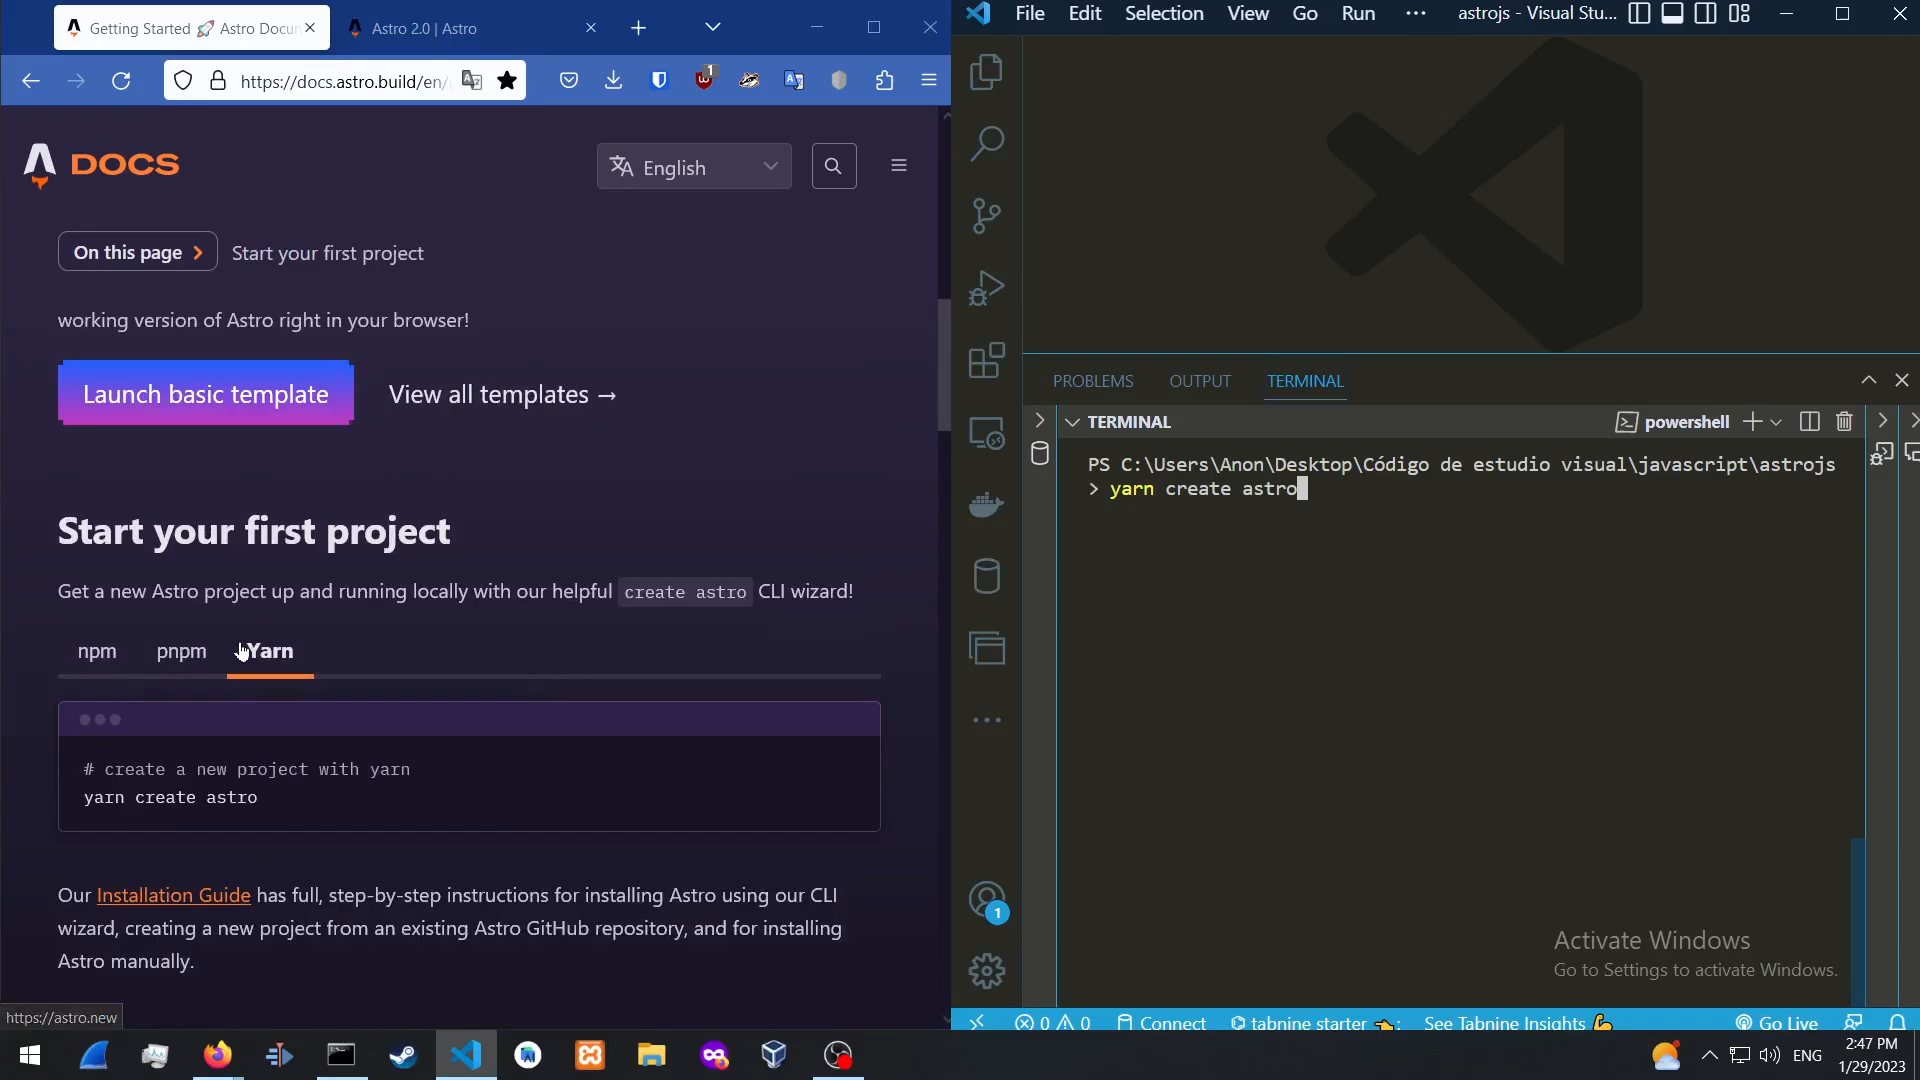 Getting Started 🚀 Astro Docum
Astro 2.0 | Astro
https://docs.astro.build/en/
1
DOCS
English
On this page
Start your first project
working version of Astro right in your browser!
Launch basic template
View all templates →
Start your first project
Get a new Astro project up and running locally with our helpful create astro CLI wizard!
npm
pnpm
Yarn
# create a new project with yarn
yarn create astro
Our Installation Guide has full, step-by-step instructions for installing Astro using our CLI
wizard, creating a new project from an existing Astro GitHub repository, and for installing
Astro manually.
https://astro.new
File Edit Selection View Go Run ··· astrojs - Visual Stu...
PROBLEMS OUTPUT TERMINAL
TERMINAL
powershell
PS C:\Users\Anon\Desktop\Código de estudio visual\javascript\astrojs
> yarn create astro
1
Activate Windows
Go to Settings to activate Windows.
0 0 Connect tabnine starter See Tabnine Insights Go Live
ENG
2:47 PM
1/29/2023